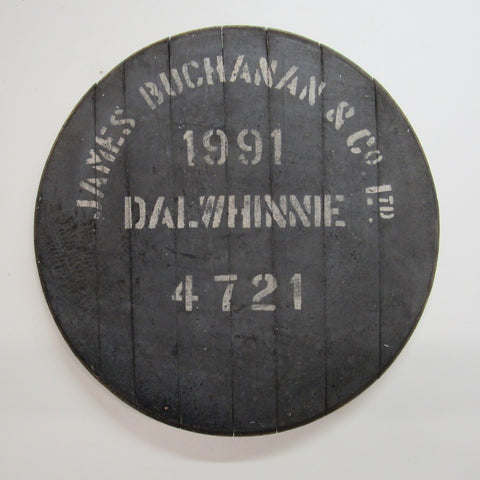 JAMES BUCHANAN & Co LTD.
1991
DALWHINNIE
4721